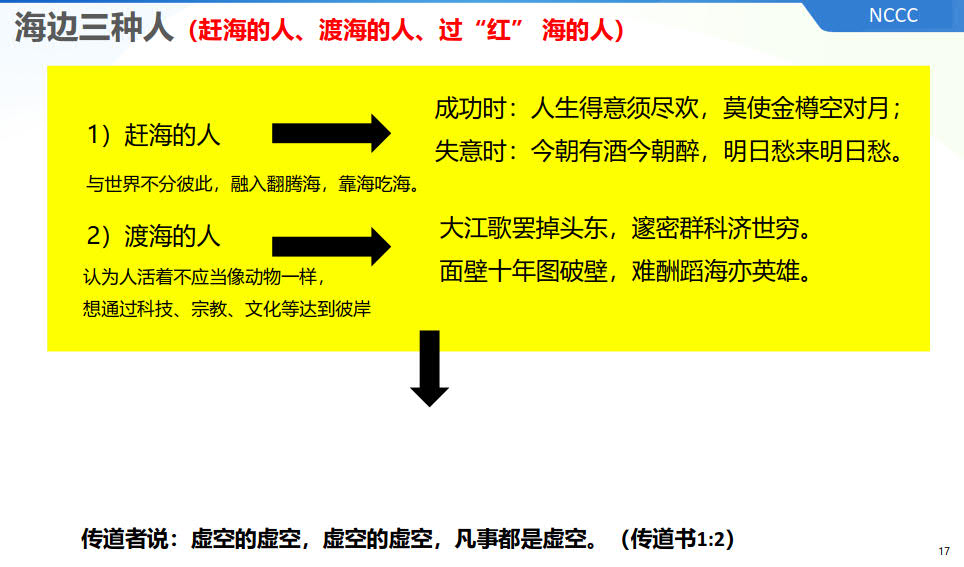 海边三种人（赶海的人、渡海的人、过“红” 海的人）
NCCC
1）赶海的人
成功时：人生得意须尽欢，莫使金樽空对月；
失意时：今朝有酒今朝醉，明日愁来明日愁。
与世界不分彼此，融入翻腾海，靠海吃海。
2）渡海的人
大江歌罢掉头东，邃密群科济世穷。
面壁十年图破壁，难酬蹈海亦英雄。
认为人活着不应当像动物一样，
想通过科技、宗教、文化等达到彼岸
传道者说：虚空的虚空，虚空的虚空，凡事都是虚空。（传道书1:2）
17